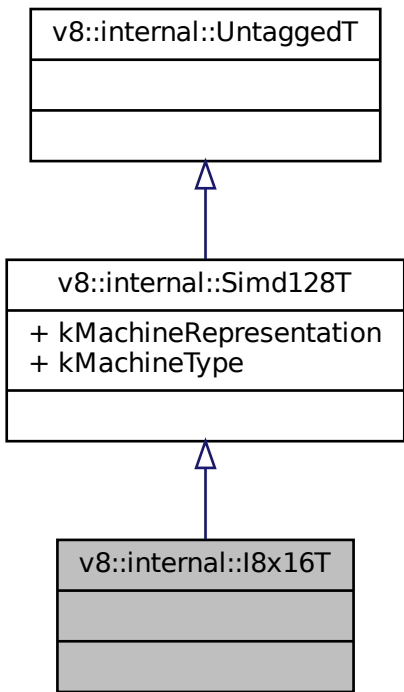 v8::internal::UntaggedT
v8::internal::Simd128T
+ kMachineRepresentation
+ kMachineType
v8::internal::I8x16T